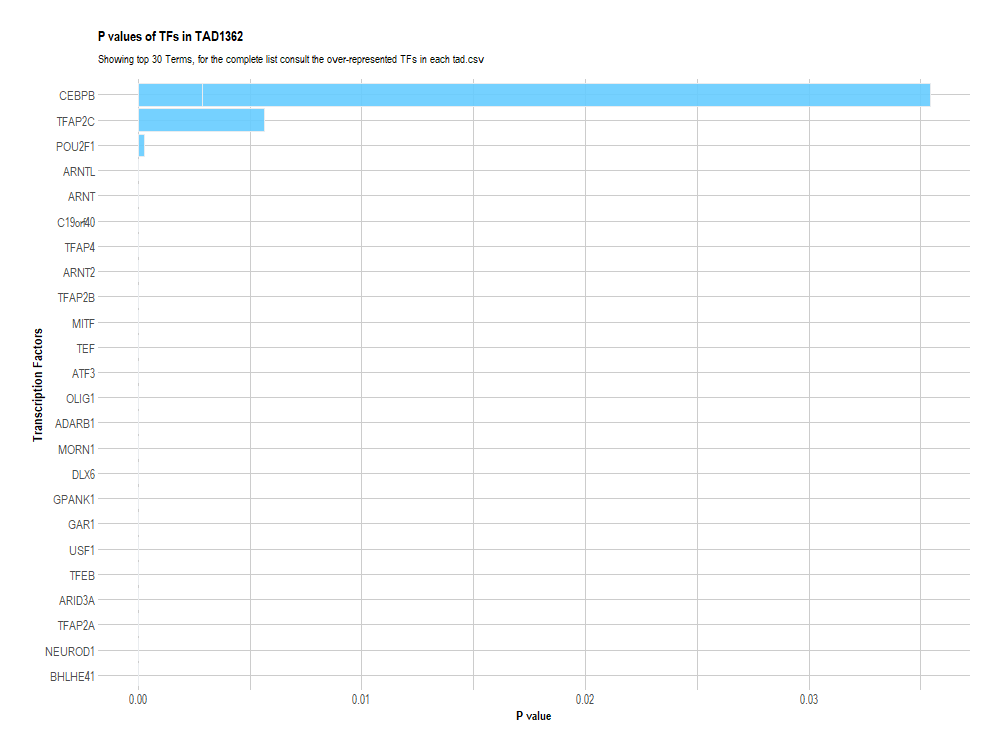 P values of TFs in TAD1362
Showing top 30 Terms, for the complete list consult the over-represented TFs in each tad.csv
CEBPB
TFAP2C
POU2F1
ARNTL
ARNT
C19orf40
TFAP4
ARNT2
TFAP2B
MITF
TEF
ATF3
OLIG1
ADARB1
MORN1
DLX6
GPANK1
GAR1
USF1
TFEB
ARID3A
TFAP2A
NEUROD1
BHLHE41
Transcription Factors
0.00 0.01 0.02 0.03
P value